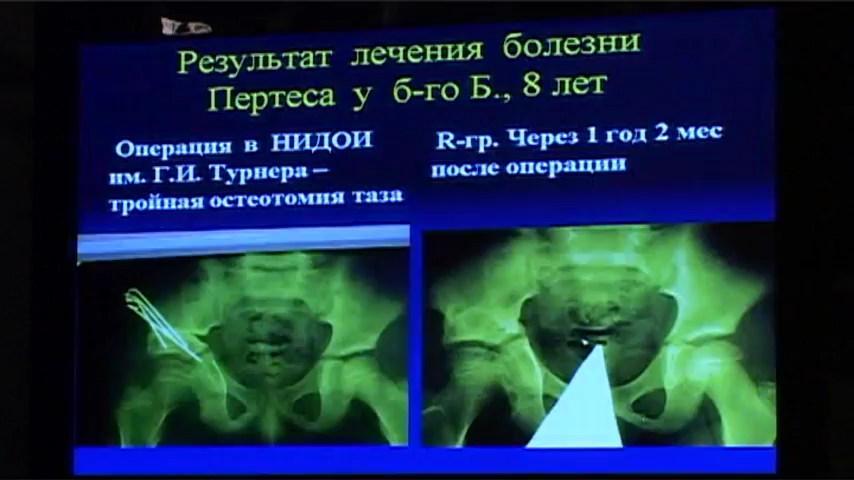 Результат лечения болезни
Пертеса у б-го Б., 8 лет
Операция в НИДОИ
им. Г.И. Турнера –
тройная остеотомия таза
R-гр. Через 1 год 2 мес
после операции